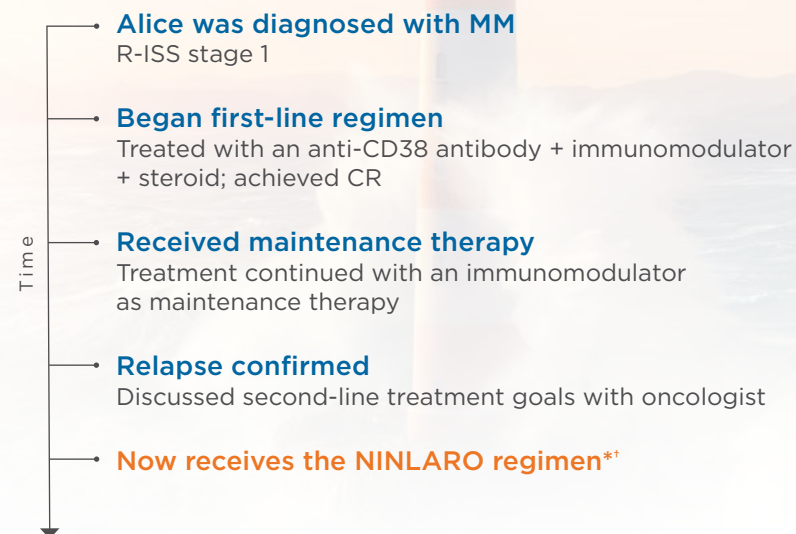 Alice was diagnosed with MM
R-ISS stage 1
Began first-line regimen
Treated with an anti-CD38 antibody + immunomodulator
+ steroid; achieved CR
Time
Received maintenance therapy
Treatment continued with an immunomodulator
as maintenance therapy
Relapse confirmed
Discussed second-line treatment goals with oncologist
Now receives the NINLARO regimen*†